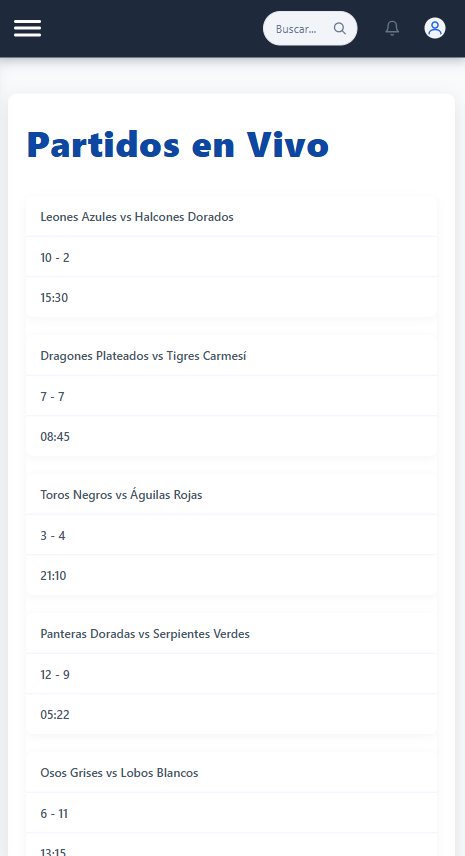 Buscar...
Partidos en Vivo
Leones Azules vs Halcones Dorados
10 - 2
15:30
Dragones Plateados vs Tigres Carmesí
7 - 7
08:45
Toros Negros vs Águilas Rojas
3 - 4
21:10
Panteras Doradas vs Serpientes Verdes
12 - 9
05:22
Osos Grises vs Lobos Blancos
6 - 11
13:15